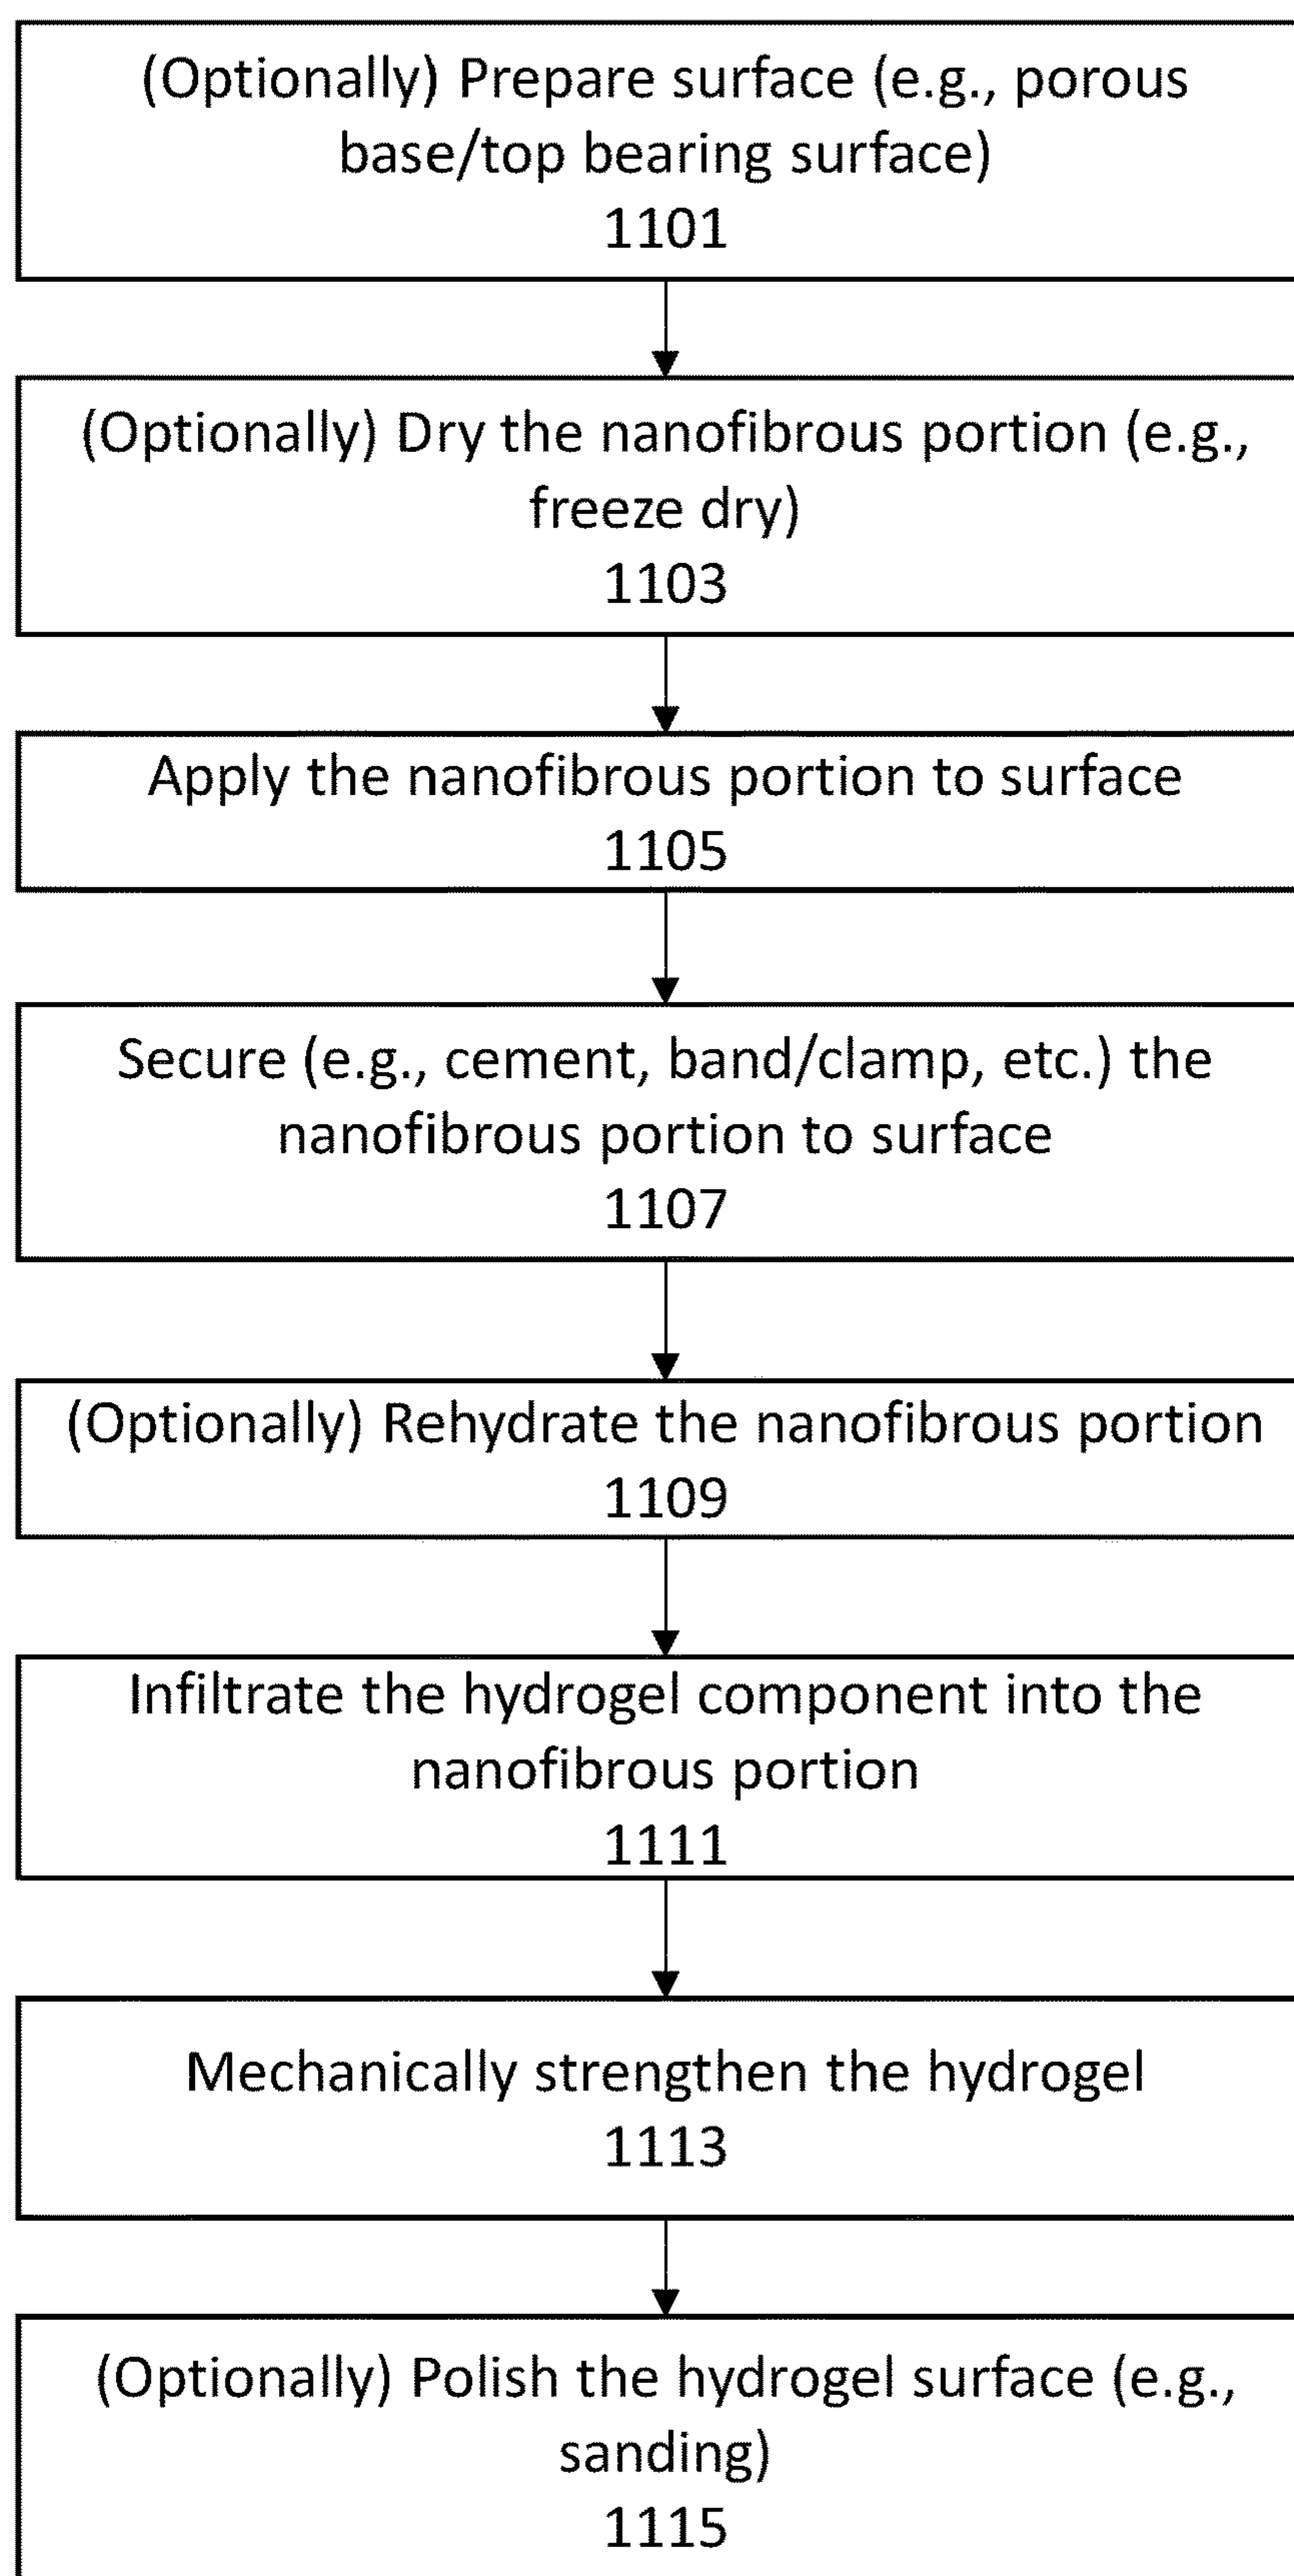 (Optionally) Prepare surface (e.g., porous
base/top bearing surface)
1101
(Optionally) Dry the nanofibrous portion (e.g.,
freeze dry)
1103
Apply the nanofibrous portion to surface
1105
Secure (e.g., cement, band/clamp, etc.) the
nanofibrous portion to surface
1107
(Optionally) Rehydrate the nanofibrous portion
1109
Infiltrate the hydrogel component into the
nanofibrous portion
1111
Mechanically strengthen the hydrogel
1113
(Optionally) Polish the hydrogel surface (e.g.,
sanding)
1115